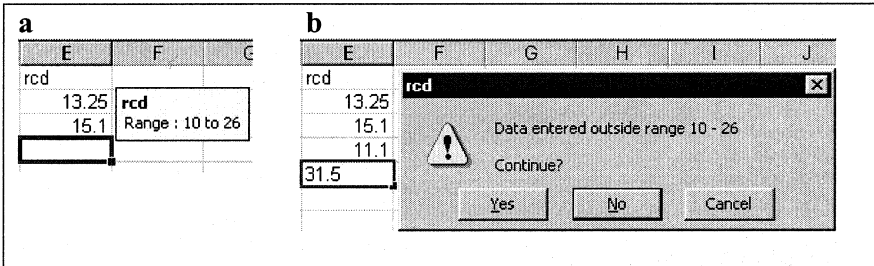 a
E F G
rcd
13.25
15.1
rcd
Range : 10 to 26
b
E F G H I J
rcd
13.25
15.1
11.1
31.5
rcd
Data entered outside range 10 - 26
Continue?
Yes No Cancel